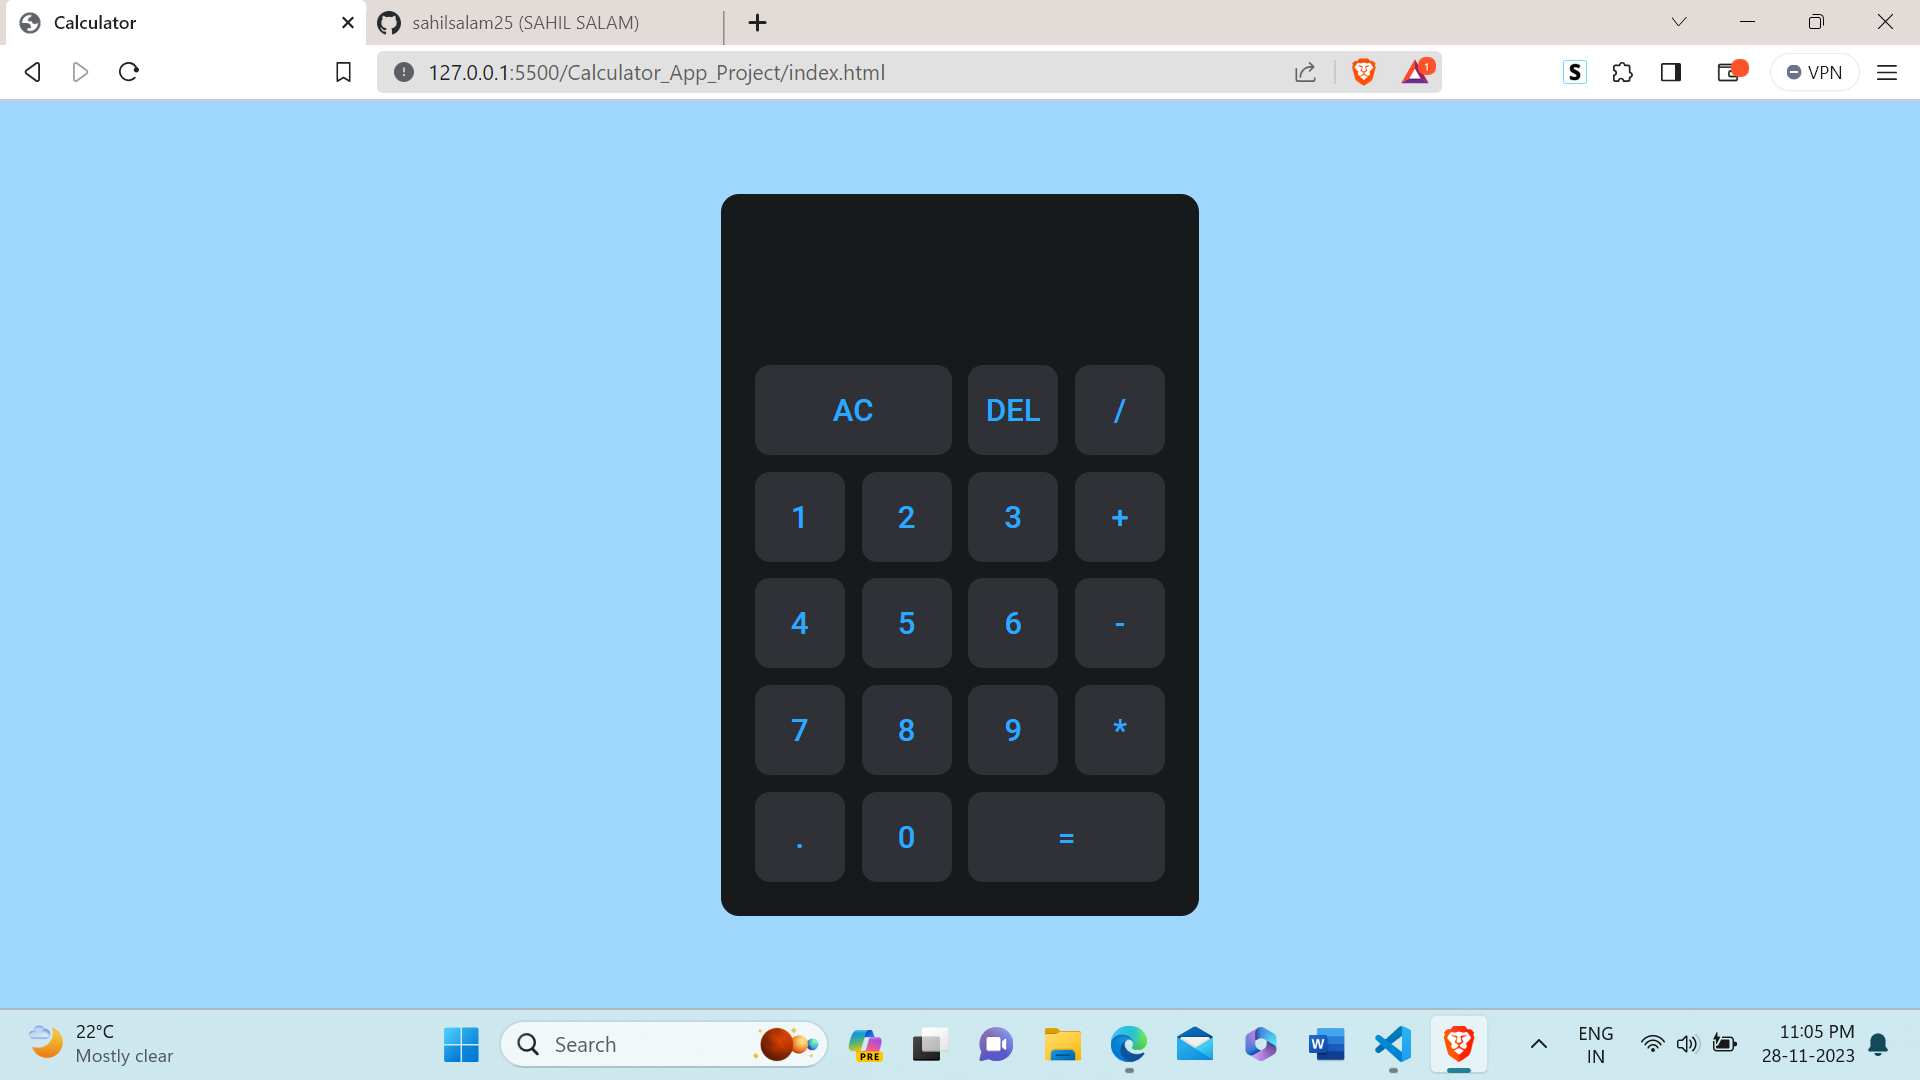 Calculator
sahilsalam25 (SAHIL SALAM)
127.0.0.1:5500/Calculator_App_Project/index.html
1
S
VPN
AC DEL /
1 2 3 +
4 5 6 -
7 8 9 *
. 0 =
22°C
Mostly clear
Search
PRE
W
ENG
IN
11:05 PM
28-11-2023